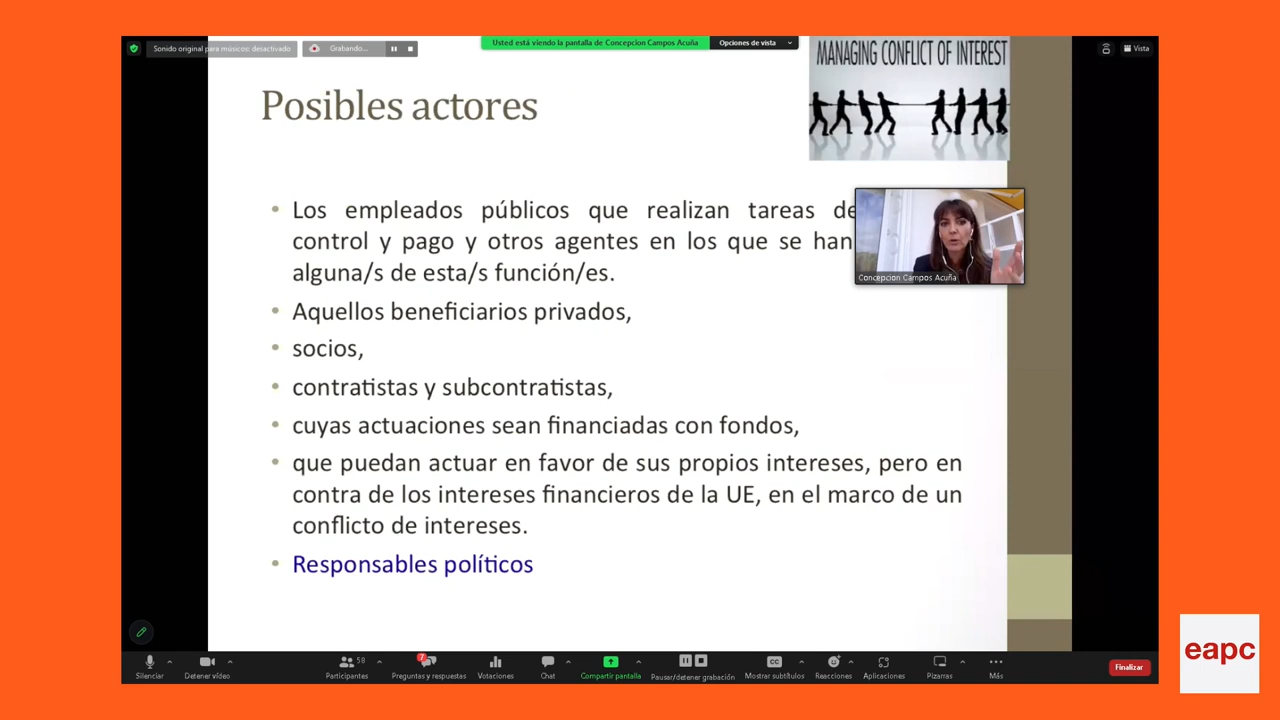 Sonido original para músicos: desactivado
Grabando...
Usted está viendo la pantalla de Concepcion Campos Acuña
Opciones de vista
Vista
MANAGING CONFLICT OF INTEREST
Posibles actores
• Los empleados públicos que realizan tareas de
control y pago y otros agentes en los que se han
alguna/s de esta/s función/es.
• Aquellos beneficiarios privados,
• socios,
• contratistas y subcontratistas,
• cuyas actuaciones sean financiadas con fondos,
• que puedan actuar en favor de sus propios intereses, pero en
contra de los intereses financieros de la UE, en el marco de un
conflicto de intereses.
• Responsables políticos
Concepcion Campos Acuña
Silenciar
Detener vídeo
58
Participantes
7
Preguntas y respuestas
Votaciones
Chat
Compartir pantalla
Pausar/detener grabación
CC
Mostrar subtítulos
Reacciones
Aplicaciones
Pizarras
Más
Finalizar
eapc